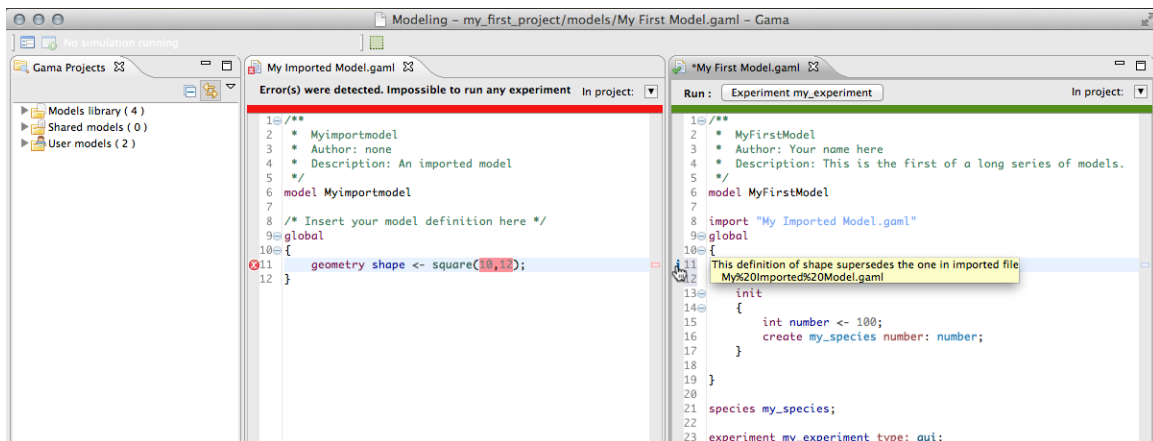 Modeling – my_first_project/models/My First Model.gaml – Gama
No simulation running
Gama Projects
Models library ( 4 )
Shared models ( 0 )
User models ( 2 )
My Imported Model.gaml
Error(s) were detected. Impossible to run any experiment In project:
1 /**
2 * Myimportmodel
3 * Author: none
4 * Description: An imported model
5 */
6 model Myimportmodel
7
8 /* Insert your model definition here */
9 global
10 {
11 geometry shape <- square(10,12);
12 }
*My First Model.gaml
Run : Experiment my_experiment In project:
1 /**
2 * MyFirstModel
3 * Author: Your name here
4 * Description: This is the first of a long series of models.
5 */
6 model MyFirstModel
7
8 import "My Imported Model.gaml"
9 global
10 {
11 This definition of shape supersedes the one in imported file
12 My%20Imported%20Model.gaml
13 init
14 {
15 int number <- 100;
16 create my_species number: number;
17 }
18
19 }
20
21 species my_species;
22
23 experiment my_experiment type: gui;